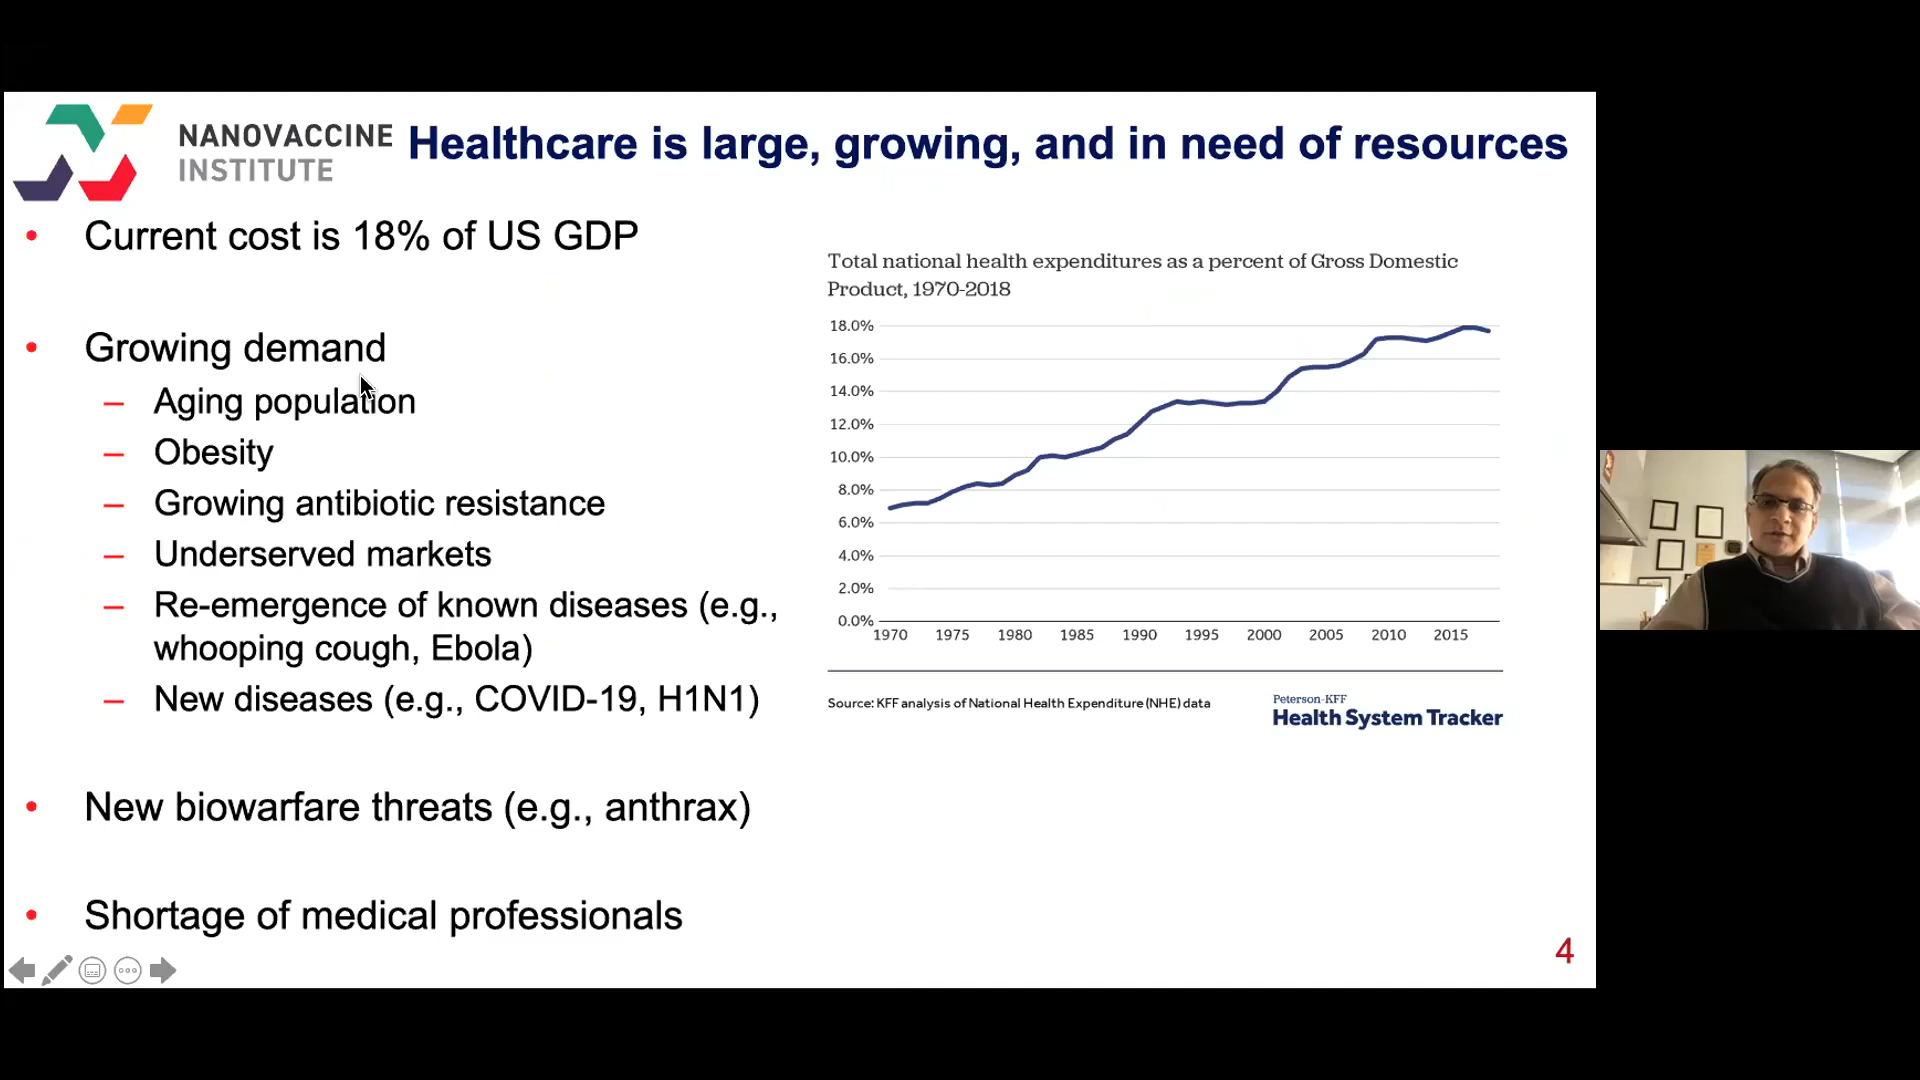 NANOVACCINE
INSTITUTE
Healthcare is large, growing, and in need of resources
• Current cost is 18% of US GDP
• Growing demand
– Aging population
– Obesity
– Growing antibiotic resistance
– Underserved markets
– Re-emergence of known diseases (e.g.,
whooping cough, Ebola)
– New diseases (e.g., COVID-19, H1N1)
• New biowarfare threats (e.g., anthrax)
• Shortage of medical professionals
Total national health expenditures as a percent of Gross Domestic
Product, 1970-2018
18.0%
16.0%
14.0%
12.0%
10.0%
8.0%
6.0%
4.0%
2.0%
0.0%
1970 1975 1980 1985 1990 1995 2000 2005 2010 2015
Source: KFF analysis of National Health Expenditure (NHE) data
Peterson-KFF
Health System Tracker
4